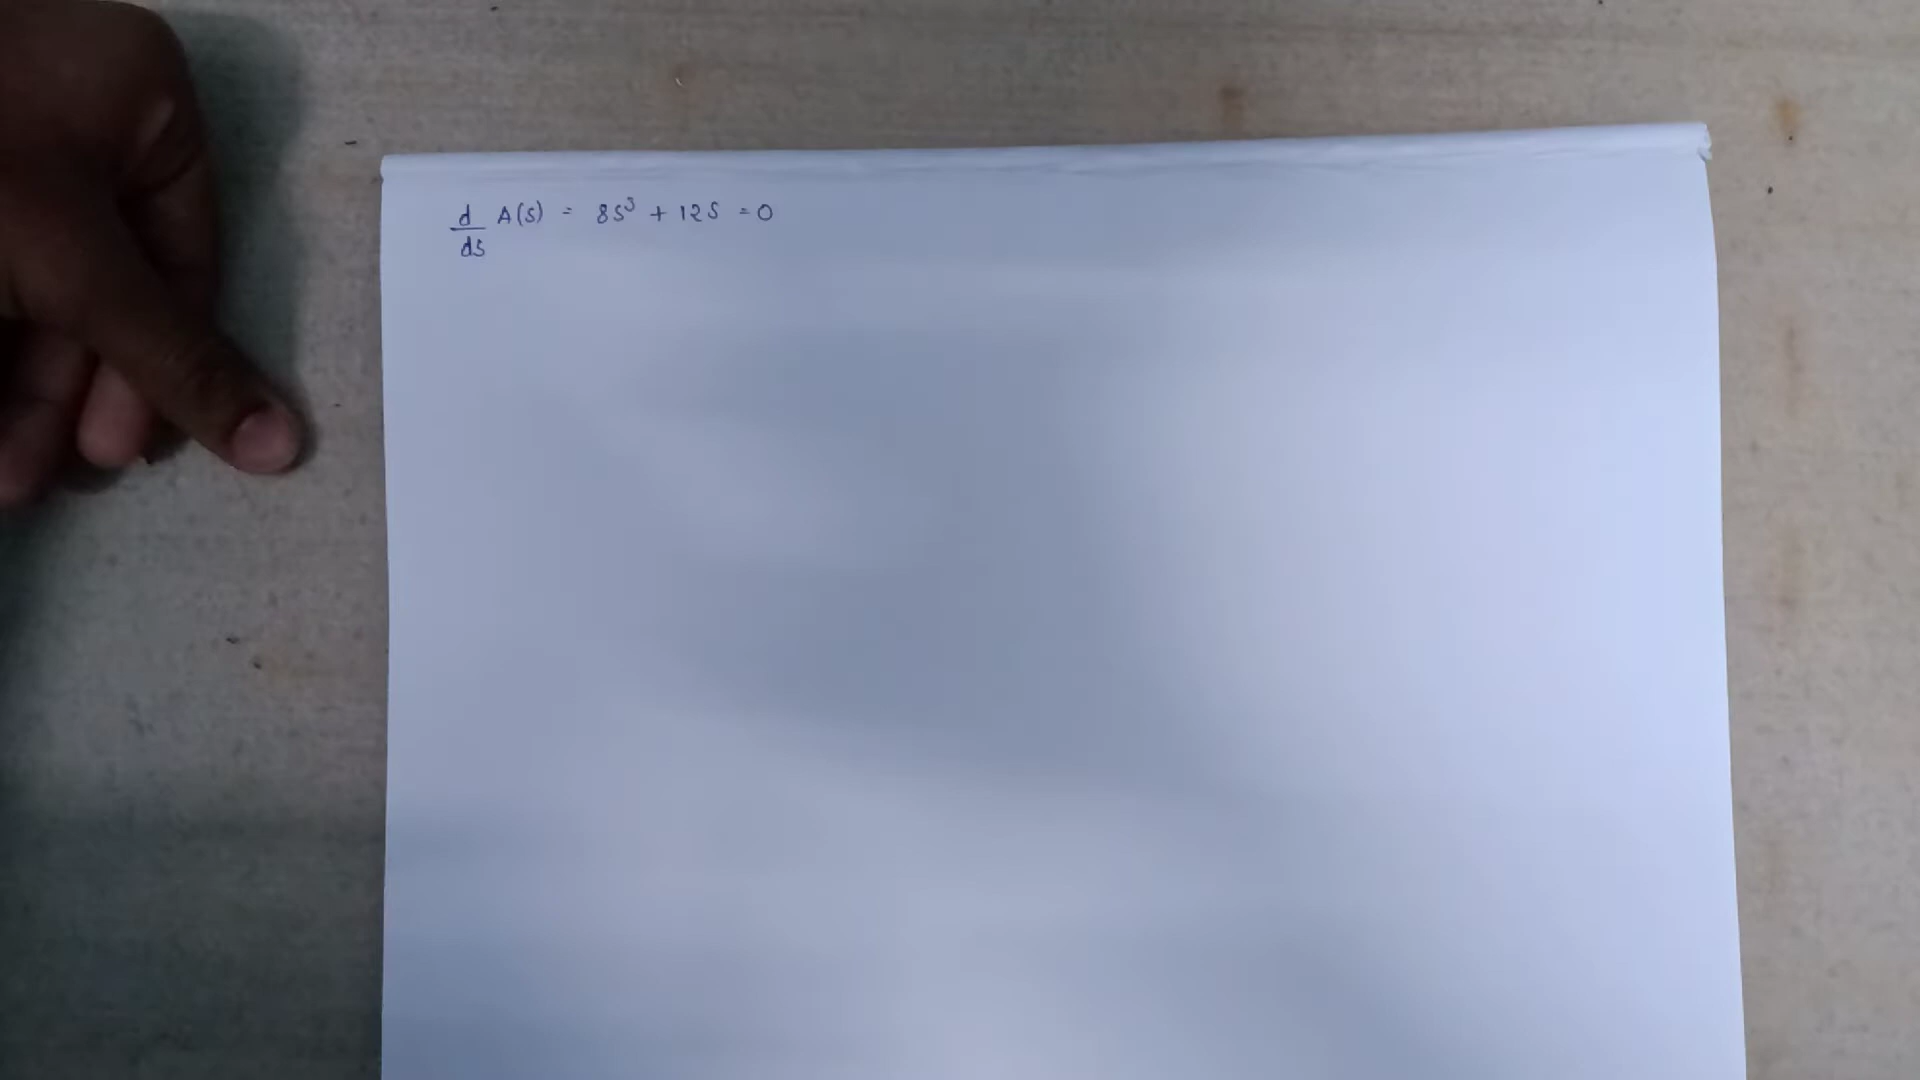 d/ds A(s) = 8s³ + 12s = 0